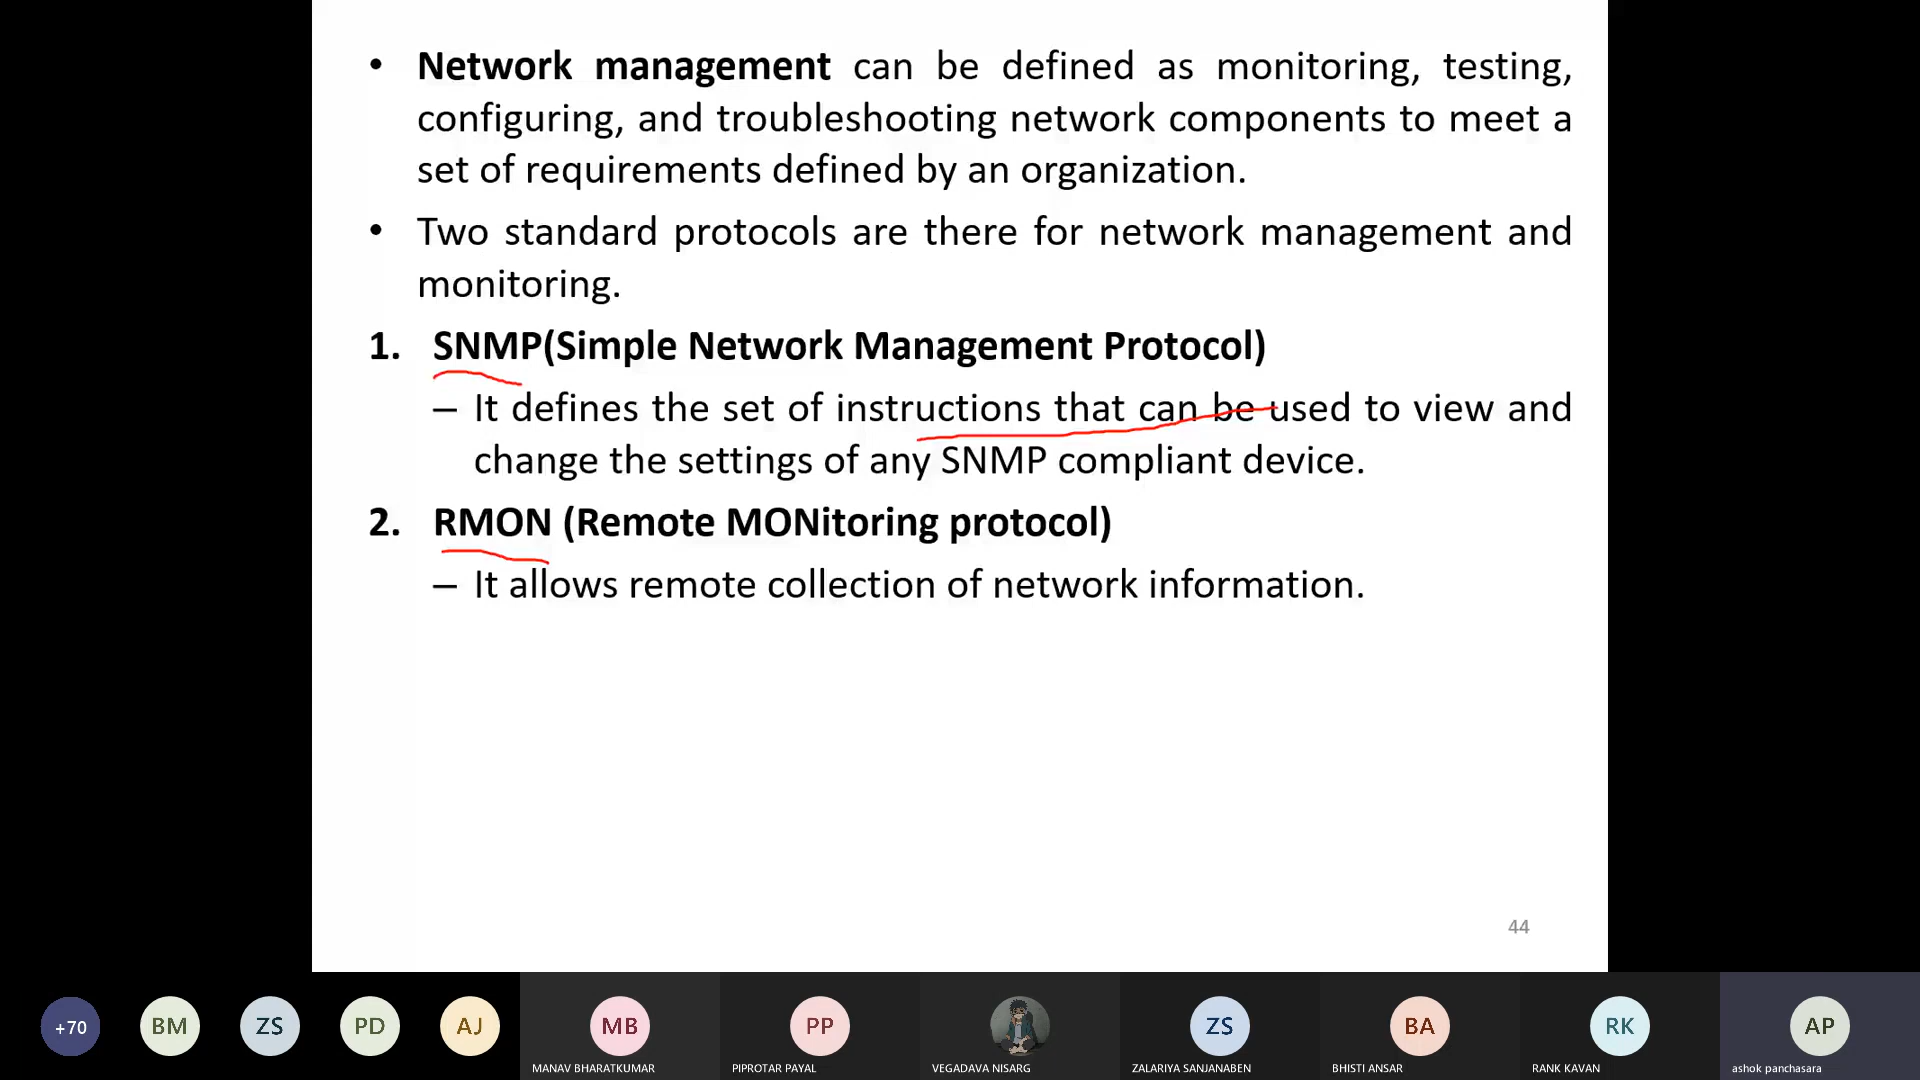 • Network management can be defined as monitoring, testing,
configuring, and troubleshooting network components to meet a
set of requirements defined by an organization.
• Two standard protocols are there for network management and
monitoring.
1. SNMP(Simple Network Management Protocol)
– It defines the set of instructions that can be used to view and
change the settings of any SNMP compliant device.
2. RMON (Remote MONitoring protocol)
– It allows remote collection of network information.
44
+70 BM ZS PD AJ MB PP ZS BA RK AP
MANAV BHARATKUMAR PIPROTAR PAYAL VEGADAVA NISARG ZALARIYA SANJANABEN BHISTI ANSAR RANK KAVAN ashok panchasara